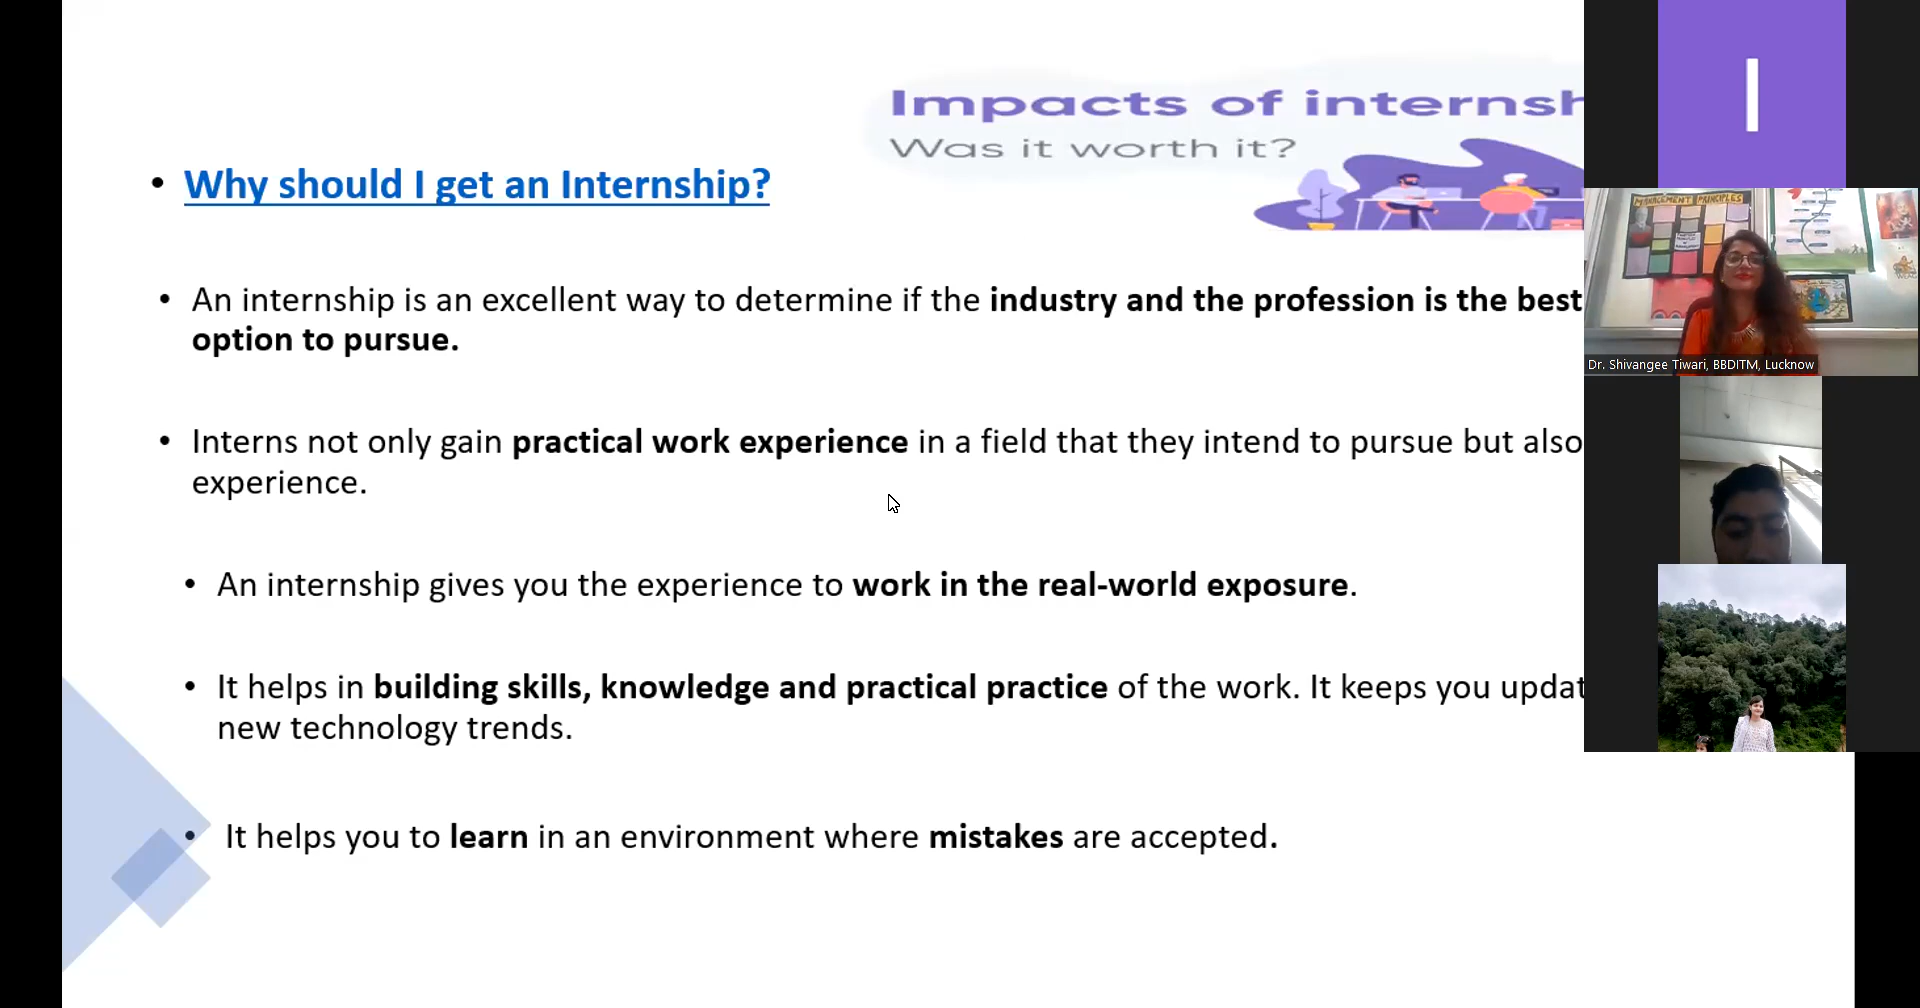 Impacts of internsh
Was it worth it?
• Why should I get an Internship?
• An internship is an excellent way to determine if the industry and the profession is the best
option to pursue.
• Interns not only gain practical work experience in a field that they intend to pursue but also
experience.
• An internship gives you the experience to work in the real-world exposure.
• It helps in building skills, knowledge and practical practice of the work. It keeps you updat
new technology trends.
• It helps you to learn in an environment where mistakes are accepted.
I
MANAGEMENT PRINCIPLES
Dr. Shivangee Tiwari, BBDITM, Lucknow